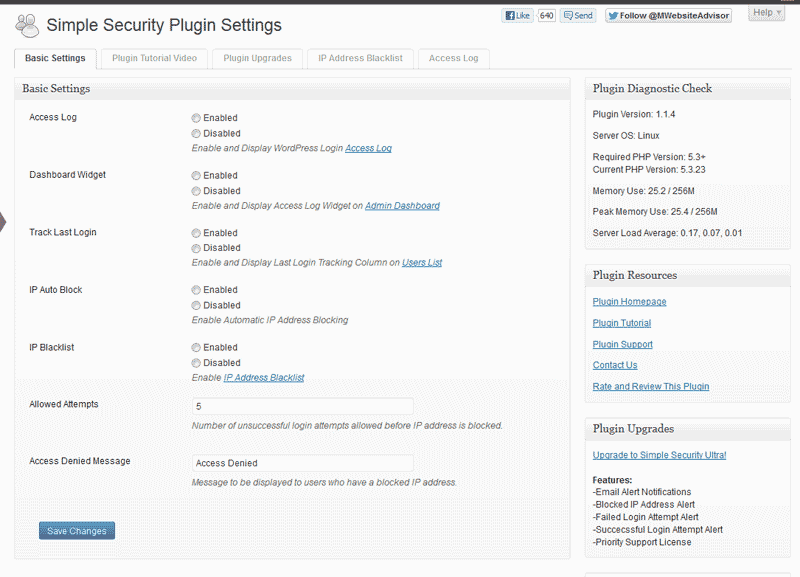 Simple Security Plugin Settings
Like 640 Send Follow @MWebsiteAdvisor Help
Basic Settings Plugin Tutorial Video Plugin Upgrades IP Address Blacklist Access Log
Basic Settings
Access Log
Enabled
Disabled
Enable and Display WordPress Login Access Log
Dashboard Widget
Enabled
Disabled
Enable and Display Access Log Widget on Admin Dashboard
Track Last Login
Enabled
Disabled
Enable and Display Last Login Tracking Column on Users List
IP Auto Block
Enabled
Disabled
Enable Automatic IP Address Blocking
IP Blacklist
Enabled
Disabled
Enable IP Address Blacklist
Allowed Attempts
5
Number of unsuccessful login attempts allowed before IP address is blocked.
Access Denied Message
Access Denied
Message to be displayed to users who have a blocked IP address.
Save Changes
Plugin Diagnostic Check
Plugin Version: 1.1.4
Server OS: Linux
Required PHP Version: 5.3+
Current PHP Version: 5.3.23
Memory Use: 25.2 / 256M
Peak Memory Use: 25.4 / 256M
Server Load Average: 0.17, 0.07, 0.01
Plugin Resources
Plugin Homepage
Plugin Tutorial
Plugin Support
Contact Us
Rate and Review This Plugin
Plugin Upgrades
Upgrade to Simple Security Ultra!
Features:
-Email Alert Notifications
-Blocked IP Address Alert
-Failed Login Attempt Alert
-Succecssful Login Attempt Alert
-Priority Support License